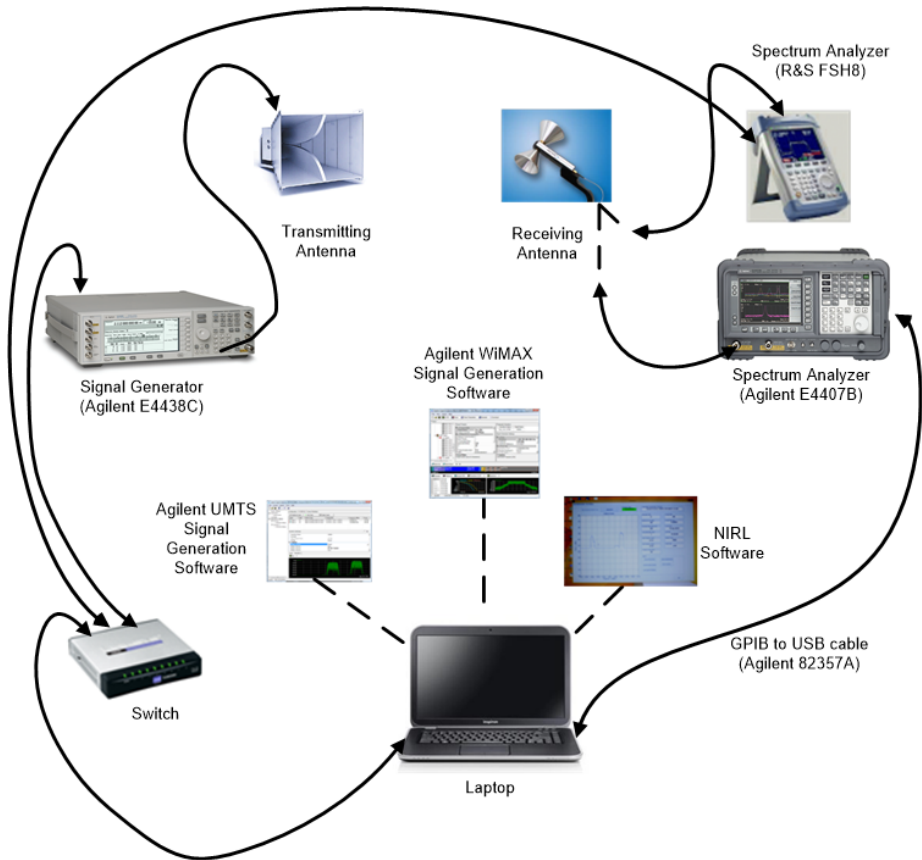 Spectrum Analyzer
(R&S FSH8)
Transmitting
Antenna
Receiving
Antenna
Signal Generator
(Agilent E4438C)
Agilent WiMAX
Signal Generation
Software
Spectrum Analyzer
(Agilent E4407B)
Agilent UMTS
Signal
Generation
Software
NIRL
Software
GPIB to USB cable
(Agilent 82357A)
Switch
Laptop